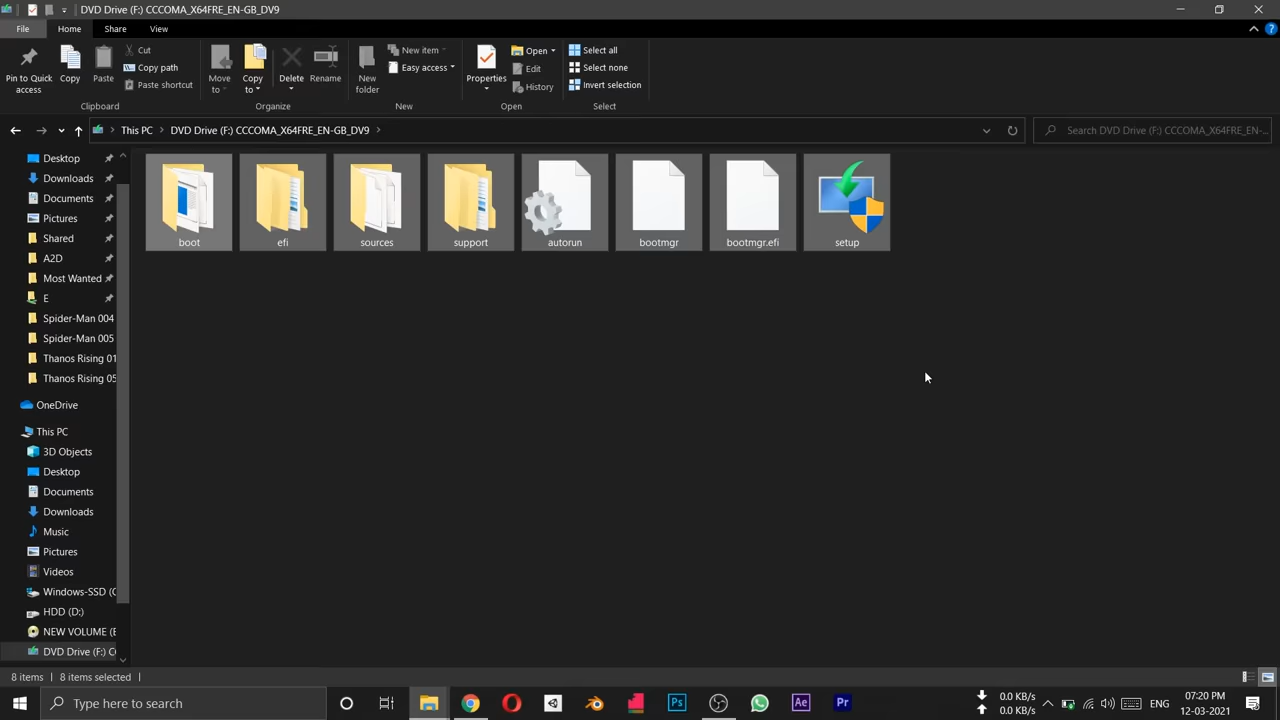 DVD Drive (F:) CCCOMA_X64FRE_EN-GB_DV9
File Home Share View
Pin to Quick access
Copy
Paste
Cut
Copy path
Paste shortcut
Clipboard
Move to
Copy to
Delete
Rename
Organize
New folder
New item
Easy access
New
Properties
Open
Edit
History
Open
Select all
Select none
Invert selection
Select
This PC DVD Drive (F:) CCCOMA_X64FRE_EN-GB_DV9
Search DVD Drive (F:) CCCOMA_X64FRE_EN-...
Desktop
Downloads
Documents
Pictures
Shared
A2D
Most Wanted
E
Spider-Man 004
Spider-Man 005
Thanos Rising 01
Thanos Rising 05
OneDrive
This PC
3D Objects
Desktop
Documents
Downloads
Music
Pictures
Videos
Windows-SSD (C
HDD (D:)
NEW VOLUME (E
DVD Drive (F:) CC
boot
efi
sources
support
autorun
bootmgr
bootmgr.efi
setup
8 items 8 items selected
Type here to search
Ps
Ae
Pr
0.0 KB/s
0.0 KB/s
ENG
07:20 PM
12-03-2021